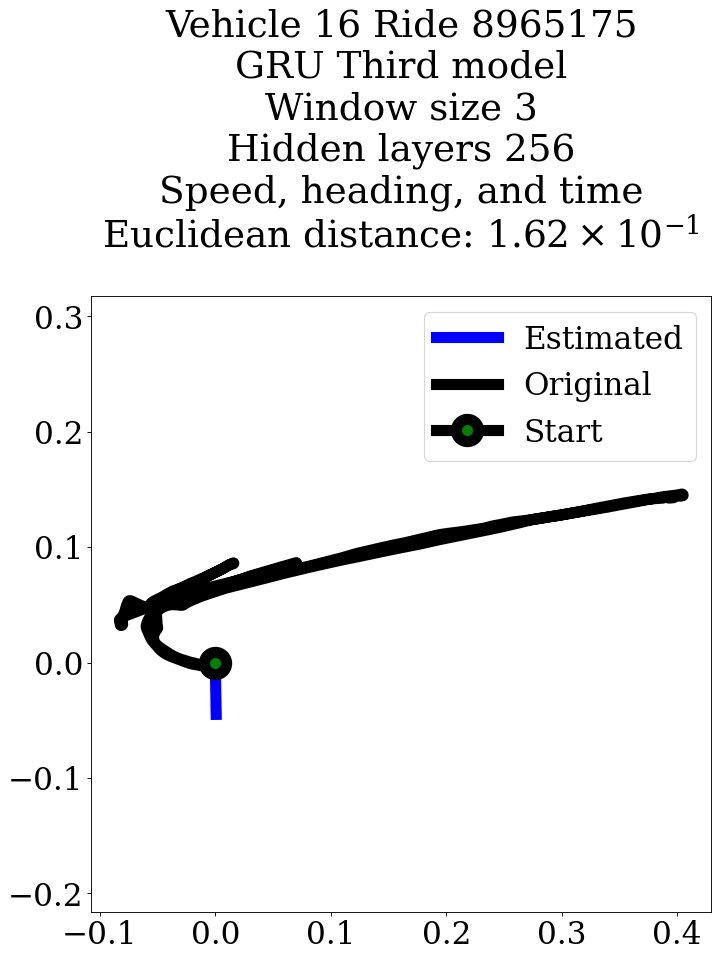 Vehicle 16 Ride 8965175
GRU Third model
Window size 3
Hidden layers 256
Speed, heading, and time
Euclidean distance: 1.62 × 10⁻¹
Estimated
Original
Start
0.3
0.2
0.1
0.0
−0.1
−0.2
−0.1 0.0 0.1 0.2 0.3 0.4